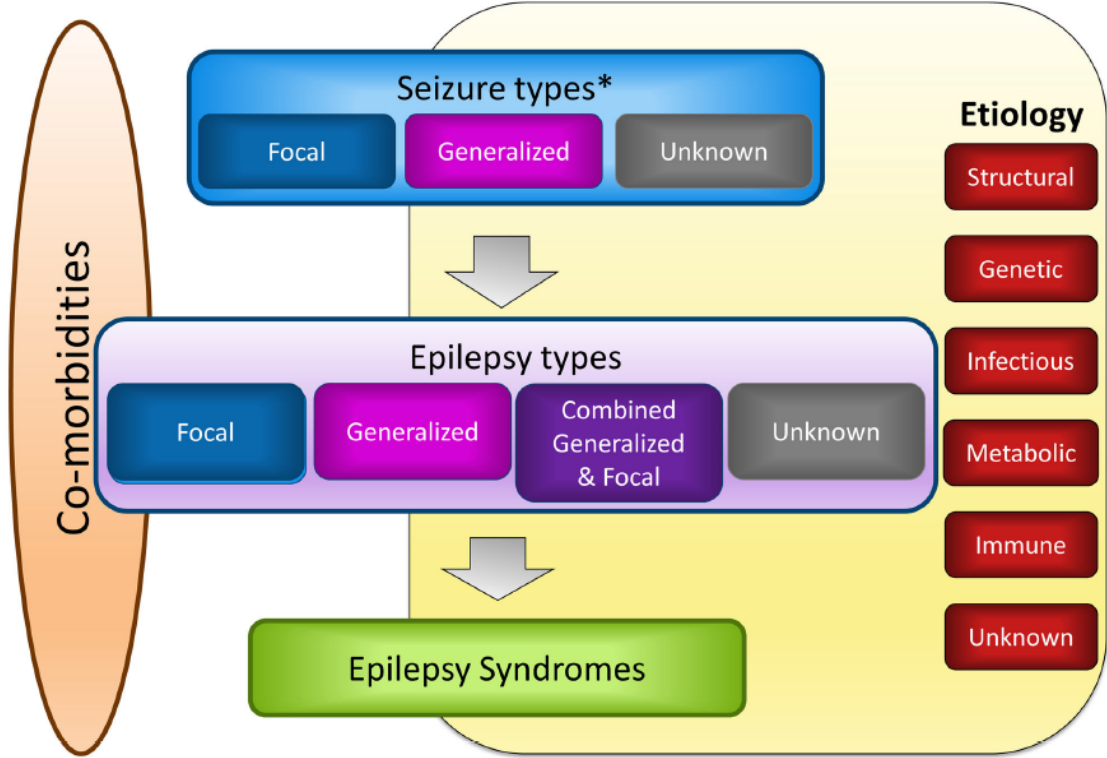 Co-morbidities
Seizure types*
Focal
Generalized
Unknown
Epilepsy types
Focal
Generalized
Combined
Generalized
& Focal
Unknown
Epilepsy Syndromes
Etiology
Structural
Genetic
Infectious
Metabolic
Immune
Unknown